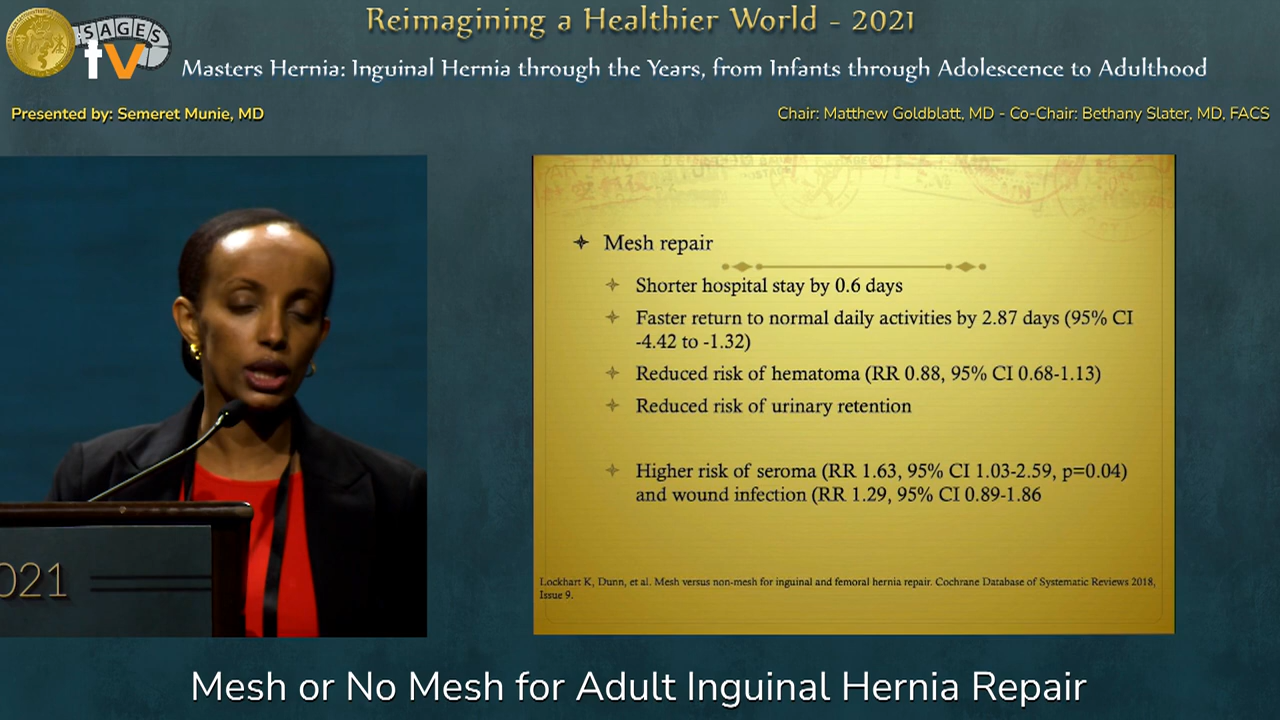 Reimagining a Healthier World - 2021
SAGES
tv
Masters Hernia: Inguinal Hernia through the Years, from Infants through Adolescence to Adulthood
Presented by: Semeret Munie, MD
Chair: Matthew Goldblatt, MD - Co-Chair: Bethany Slater, MD, FACS
Mesh repair
Shorter hospital stay by 0.6 days
Faster return to normal daily activities by 2.87 days (95% CI
-4.42 to -1.32)
Reduced risk of hematoma (RR 0.88, 95% CI 0.68-1.13)
Reduced risk of urinary retention
Higher risk of seroma (RR 1.63, 95% CI 1.03-2.59, p=0.04)
and wound infection (RR 1.29, 95% CI 0.89-1.86
Lockhart K, Dunn, et al. Mesh versus non-mesh for inguinal and femoral hernia repair. Cochrane Database of Systematic Reviews 2018,
Issue 9.
021
Mesh or No Mesh for Adult Inguinal Hernia Repair